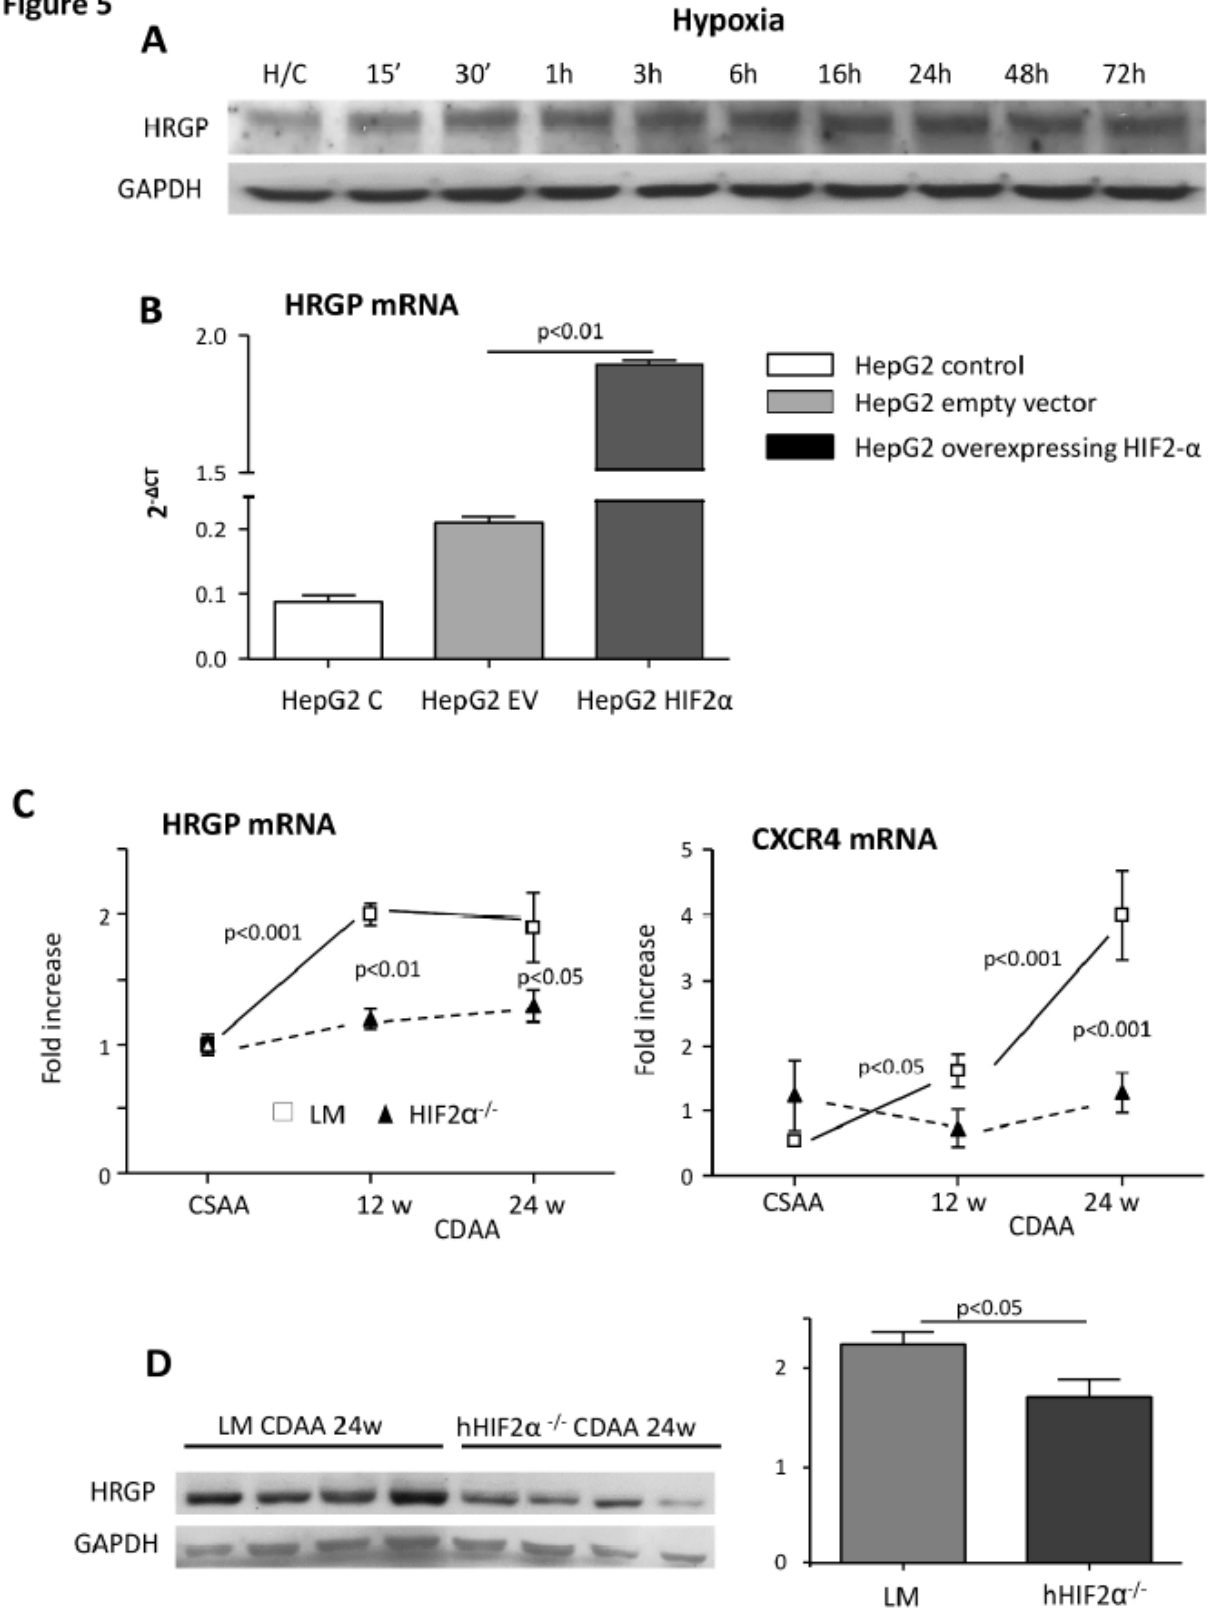 Figure 5
A
Hypoxia
H/C 15’ 30’ 1h 3h 6h 16h 24h 48h 72h
HRGP
GAPDH
B
HRGP mRNA
p<0.01
2.0
1.5
0.2
0.1
0.0
2^-ΔCT
HepG2 C HepG2 EV HepG2 HIF2α
HepG2 control
HepG2 empty vector
HepG2 overexpressing HIF2-α
C
HRGP mRNA
Fold increase
2
1
0
p<0.001
p<0.01
p<0.05
LM HIF2α-/-
CSAA 12 w 24 w
CDAA
CXCR4 mRNA
Fold increase
5
4
3
2
1
0
p<0.001
p<0.001
p<0.05
CSAA 12 w 24 w
CDAA
D
LM CDAA 24w hHIF2α -/- CDAA 24w
HRGP
GAPDH
p<0.05
2
1
0
LM hHIF2α-/-